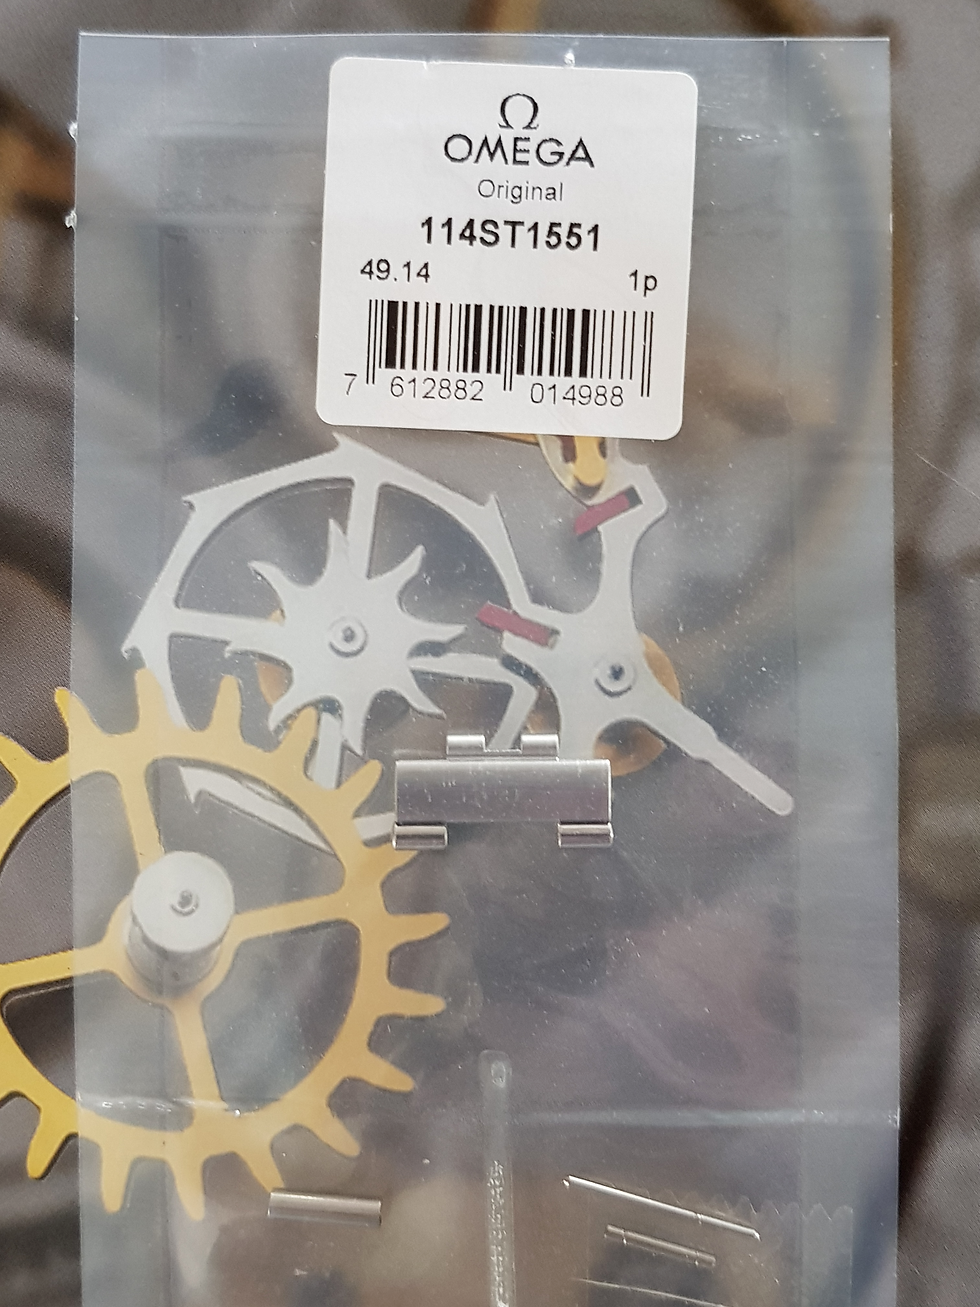 Ω
OMEGA
Original
114ST1551
49.14 1p
7 612882 014988